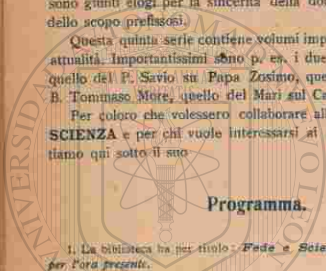 sono giunti elogi per la sincerità della do
dello scopo prefissosi.
Questa quinta serie contiene volumi imp
attualità. Importantissimi sono p. es. i due
quello del P. Savio su Papa Zosimo, que
B. Tommaso More, quello del Mari sul Ca
Per coloro che volessero collaborare al
SCIENZA e per chi vuole interessarsi ai
tiamo qui sotto il suo
Programma.
1. La biblioteca ha per titolo: Fede e Scie
per l'ora presente.